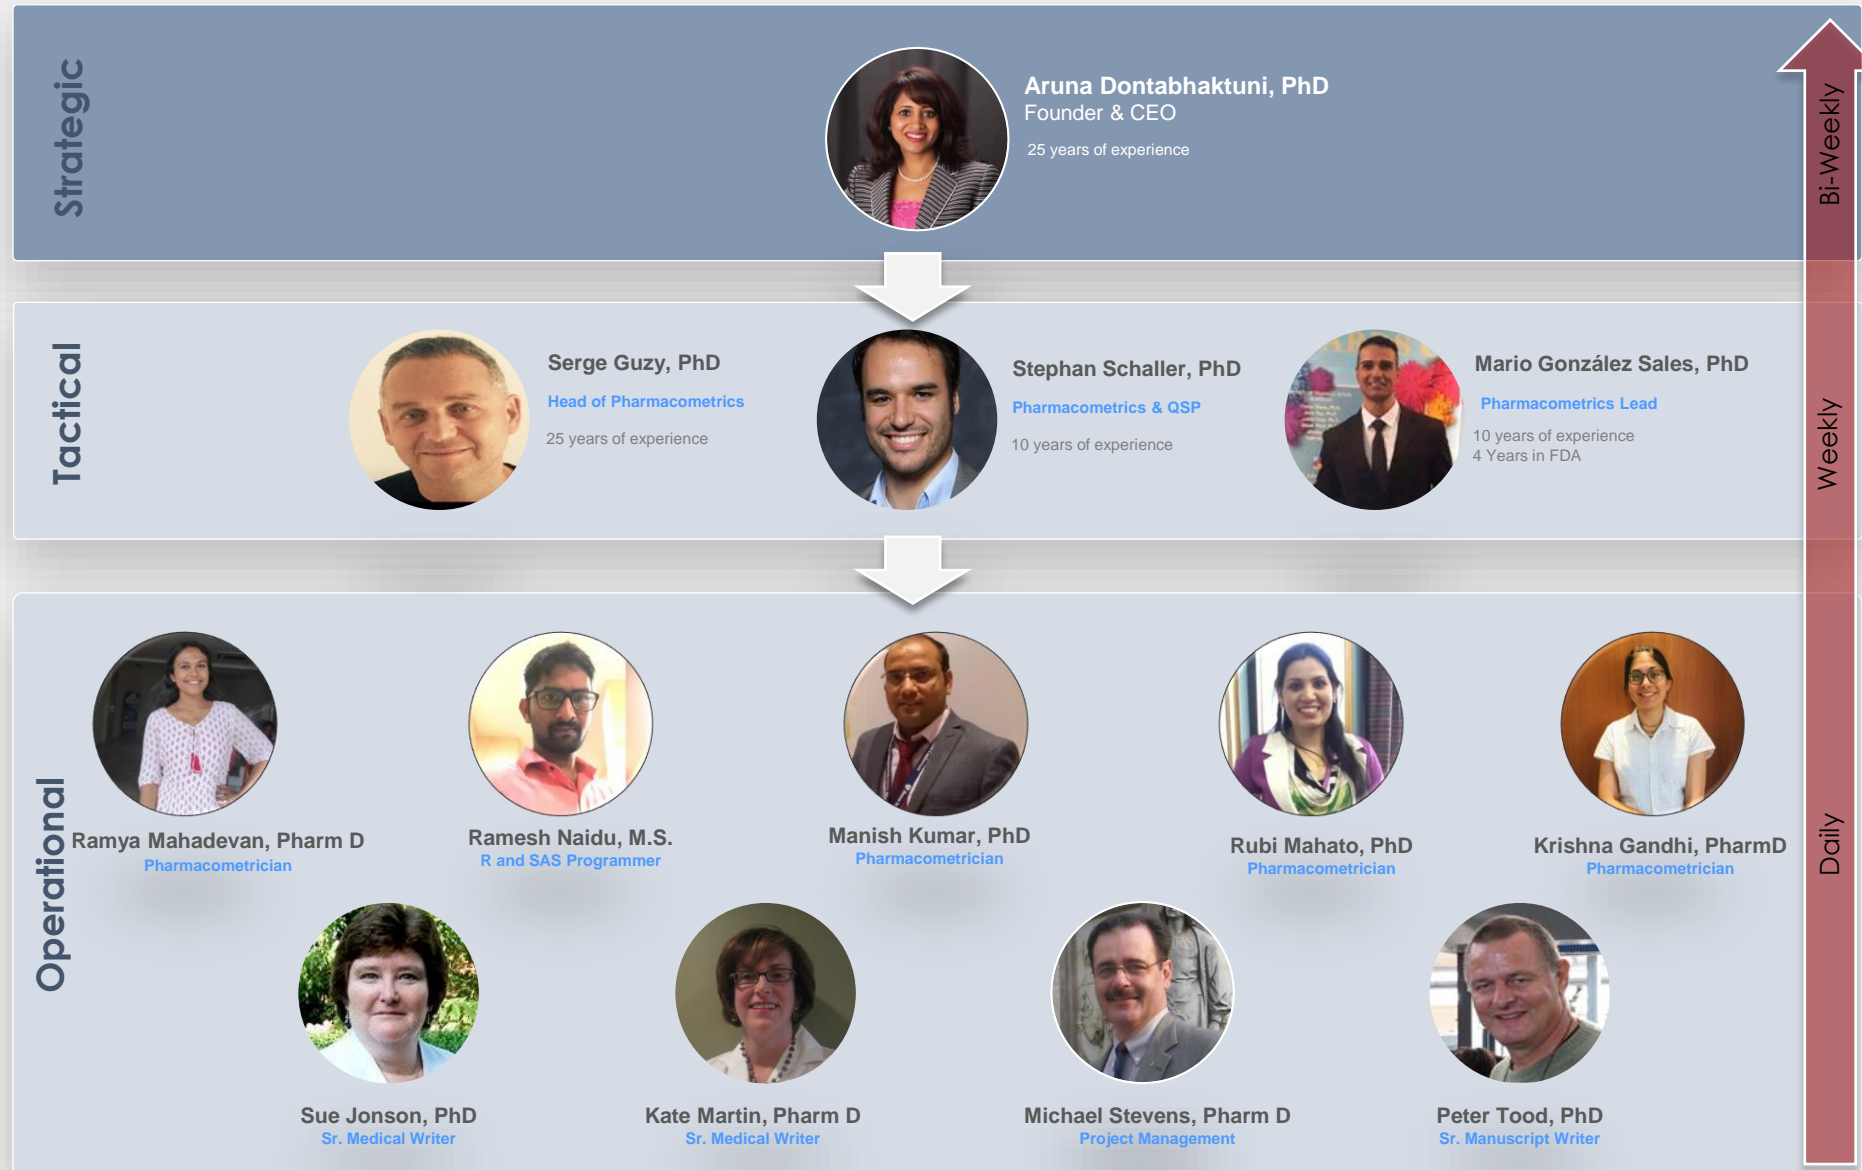 Strategic
Aruna Dontabhaktuni, PhD
Founder & CEO
25 years of experience
Bi-Weekly
Tactical
Serge Guzy, PhD
Head of Pharmacometrics
25 years of experience
Stephan Schaller, PhD
Pharmacometrics & QSP
10 years of experience
Mario González Sales, PhD
Pharmacometrics Lead
10 years of experience
4 Years in FDA
Weekly
Operational
Ramya Mahadevan, Pharm D
Pharmacometrician
Ramesh Naidu, M.S.
R and SAS Programmer
Manish Kumar, PhD
Pharmacometrician
Rubi Mahato, PhD
Pharmacometrician
Krishna Gandhi, PharmD
Pharmacometrician
Daily
Sue Jonson, PhD
Sr. Medical Writer
Kate Martin, Pharm D
Sr. Medical Writer
Michael Stevens, Pharm D
Project Management
Peter Tood, PhD
Sr. Manuscript Writer